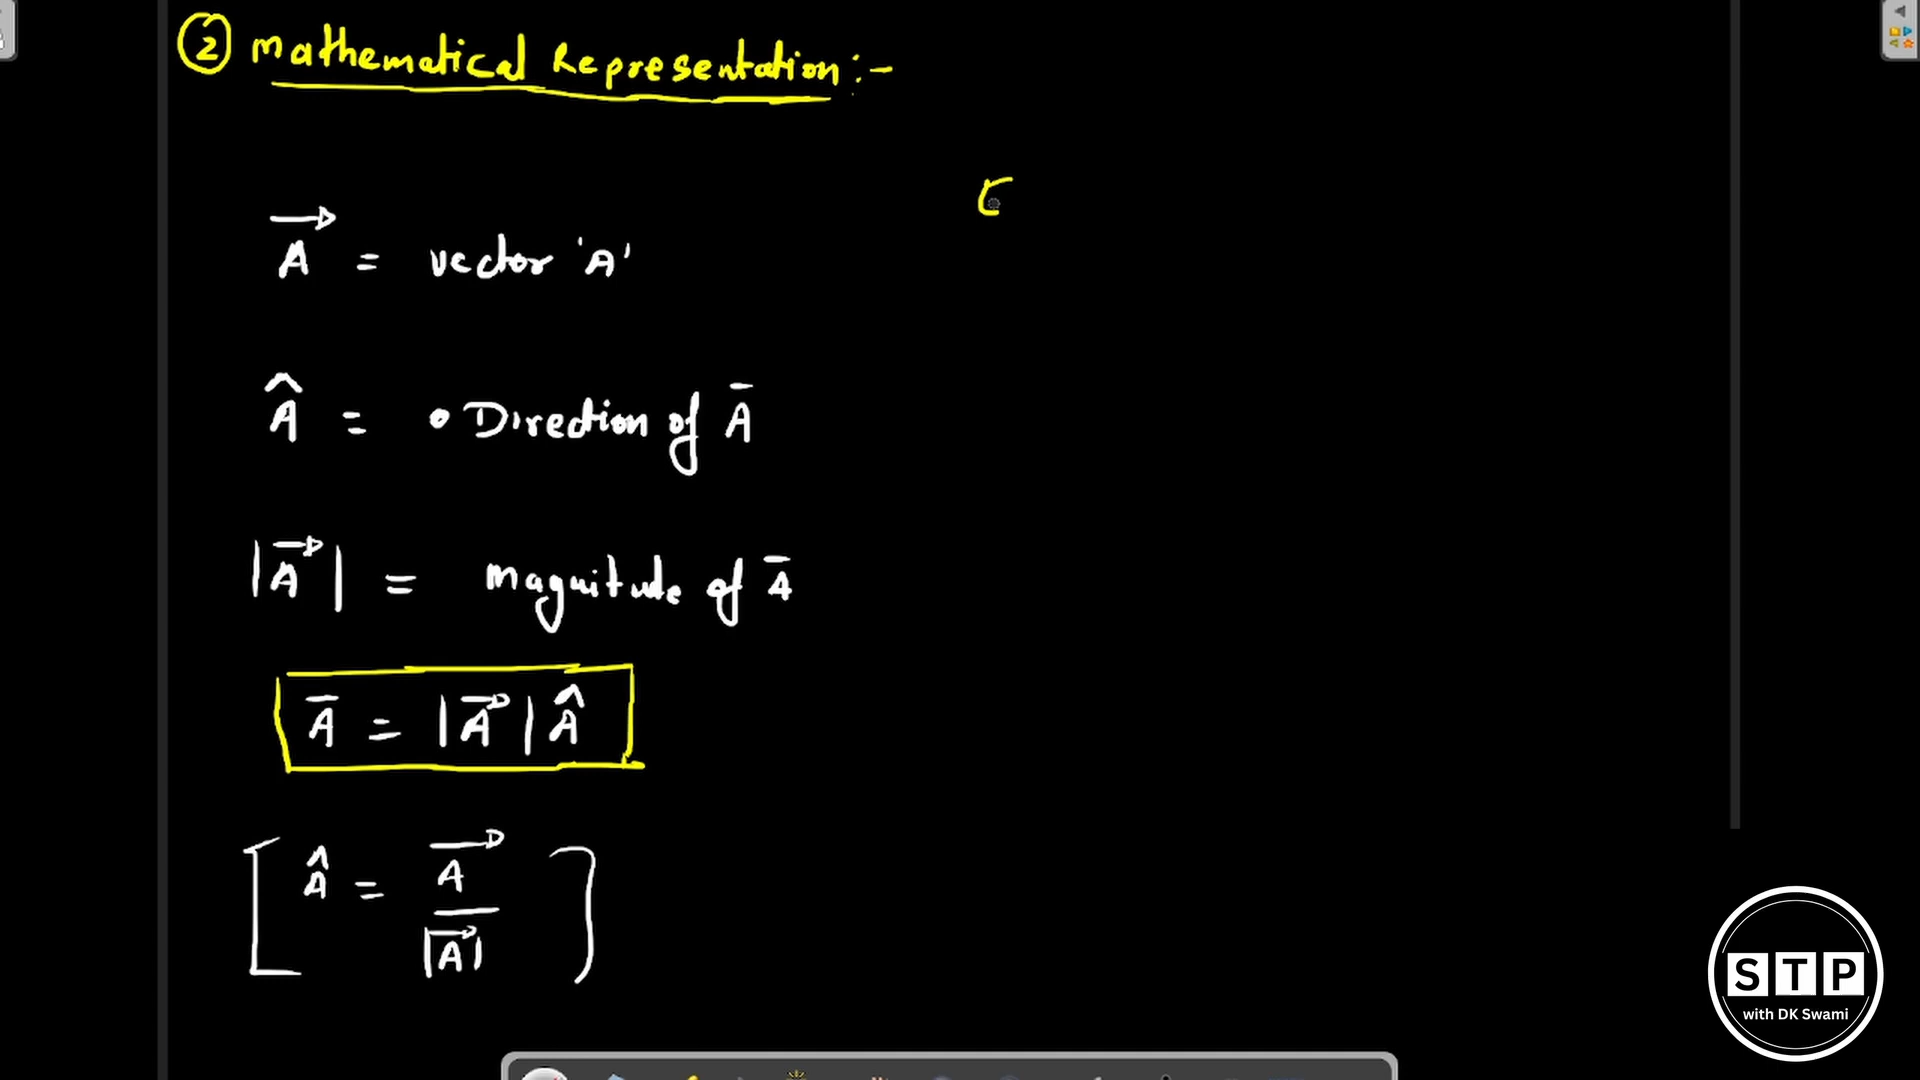 ② Mathematical Representation :-
A⃗ = vector 'A'
Â = • Direction of A̅
|A⃗| = magnitude of A̅
A̅ = |A⃗| Â
[ Â = A⃗ / |A⃗| ]
STP
with DK Swami